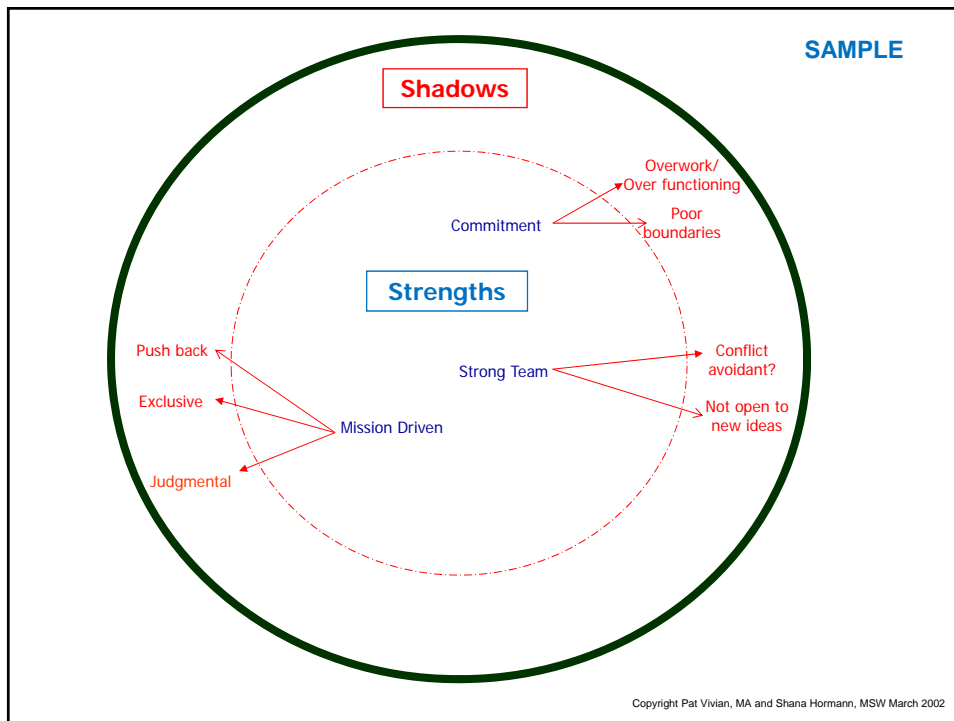 SAMPLE
Shadows
Overwork/
Over functioning
Commitment
Poor
boundaries
Strengths
Push back
Conflict
avoidant?
Strong Team
Exclusive
Not open to
new ideas
Mission Driven
Judgmental
Copyright Pat Vivian, MA and Shana Hormann, MSW March 2002